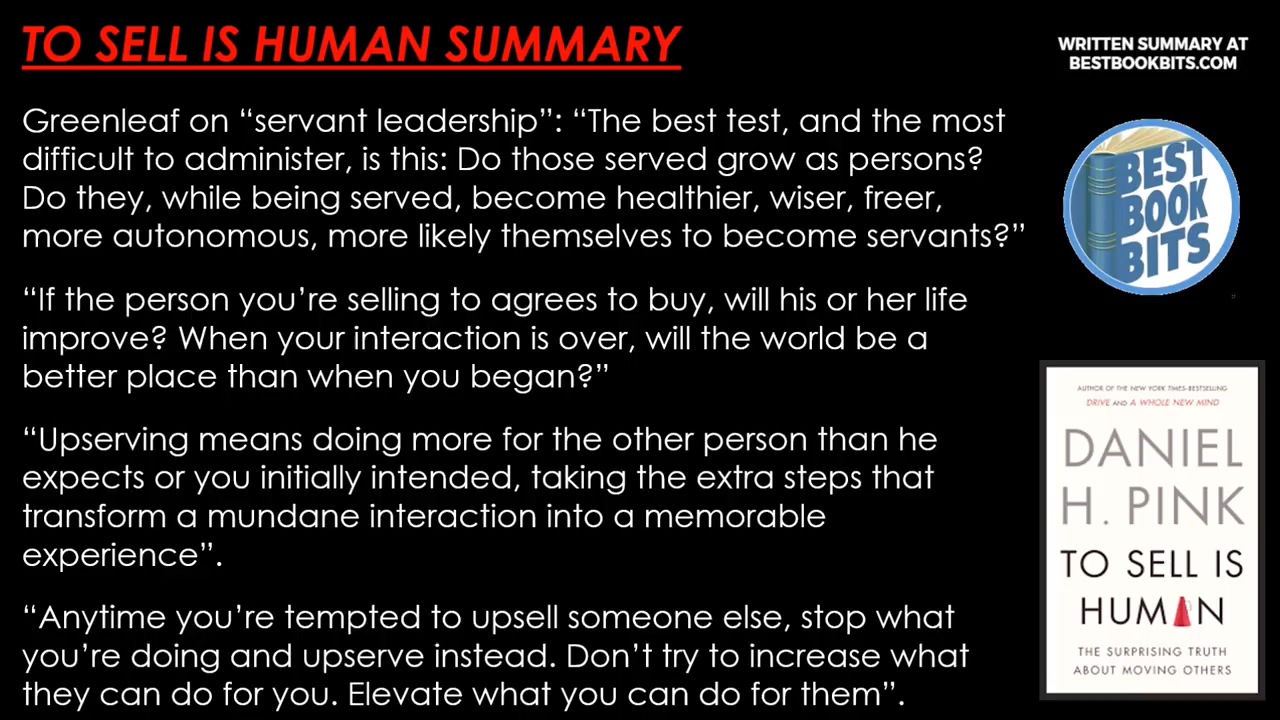 TO SELL IS HUMAN SUMMARY
WRITTEN SUMMARY AT
BESTBOOKBITS.COM
Greenleaf on “servant leadership”: “The best test, and the most
difficult to administer, is this: Do those served grow as persons?
Do they, while being served, become healthier, wiser, freer,
more autonomous, more likely themselves to become servants?”
“If the person you’re selling to agrees to buy, will his or her life
improve? When your interaction is over, will the world be a
better place than when you began?”
“Upserving means doing more for the other person than he
expects or you initially intended, taking the extra steps that
transform a mundane interaction into a memorable
experience”.
“Anytime you’re tempted to upsell someone else, stop what
you’re doing and upserve instead. Don’t try to increase what
they can do for you. Elevate what you can do for them”.
BEST
BOOK
BITS
AUTHOR OF THE NEW YORK TIMES-BESTSELLING
DRIVE AND A WHOLE NEW MIND
DANIEL
H. PINK
TO SELL IS
HUMAN
THE SURPRISING TRUTH
ABOUT MOVING OTHERS